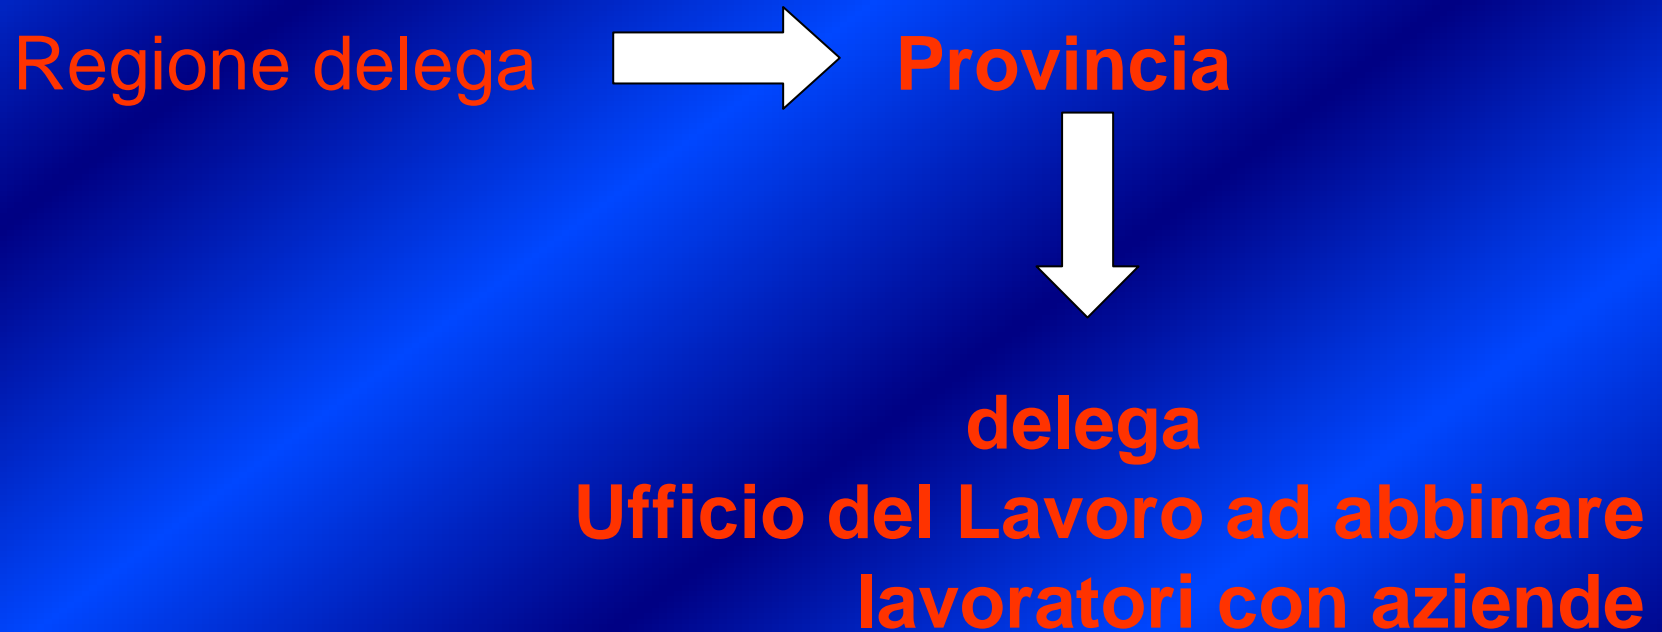 Regione delega Provincia
delega
Ufficio del Lavoro ad abbinare
lavoratori con aziende